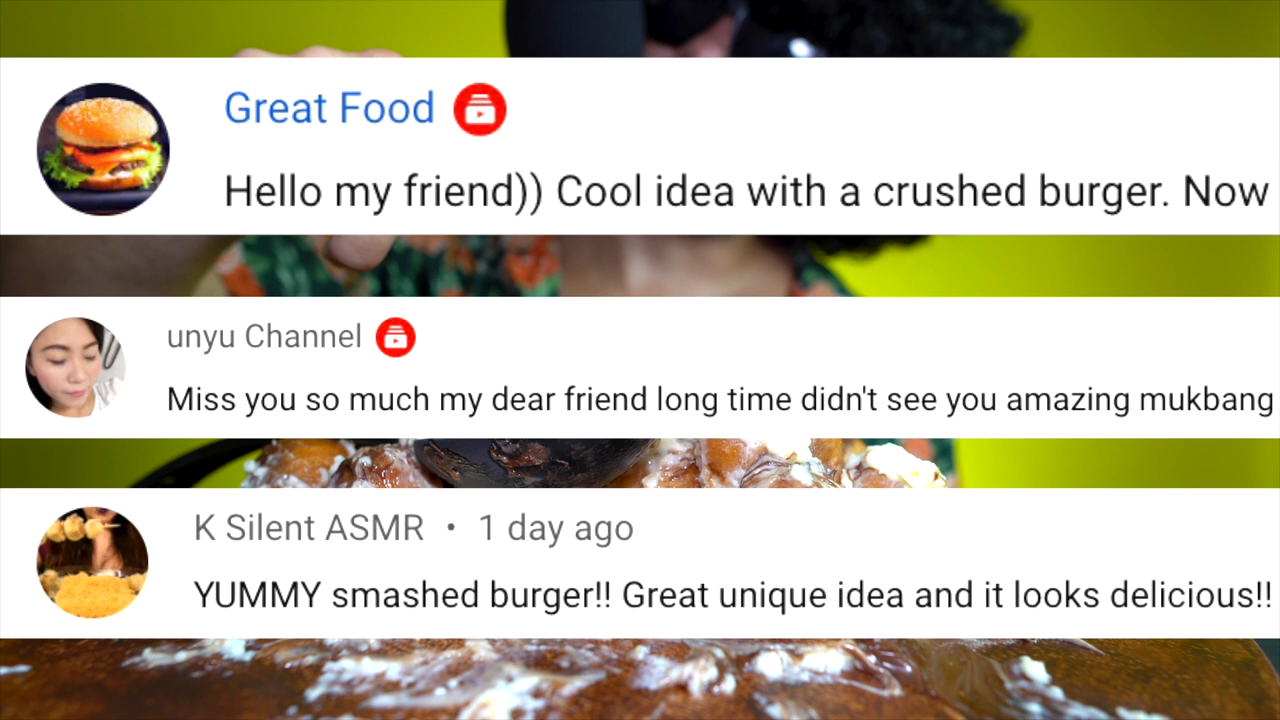 Great Food
Hello my friend)) Cool idea with a crushed burger. Now
unyu Channel
Miss you so much my dear friend long time didn't see you amazing mukbang
K Silent ASMR • 1 day ago
YUMMY smashed burger!! Great unique idea and it looks delicious!!